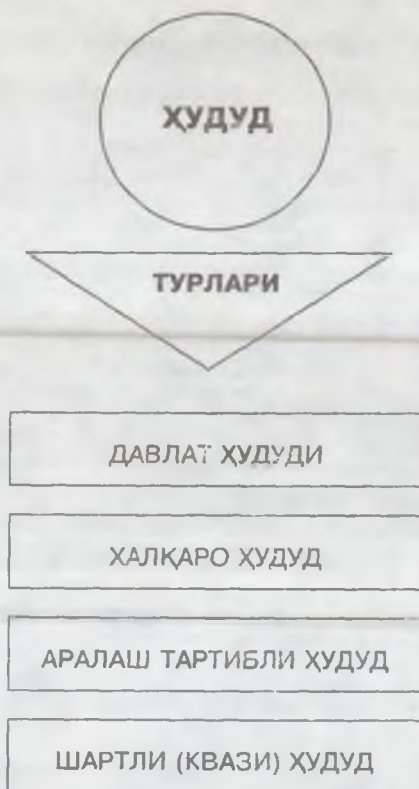 ҲУДУД
ТУРЛАРИ
ДАВЛАТ ҲУДУДИ
ХАЛҚАРО ҲУДУД
АРАЛАШ ТАРТИБЛИ ҲУДУД
ШАРТЛИ (КВАЗИ) ҲУДУД